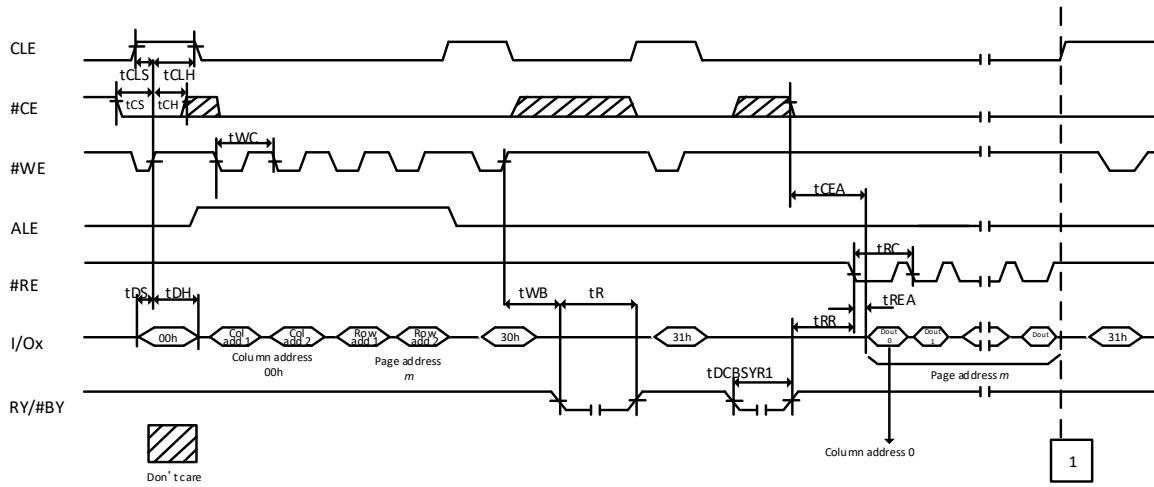 CLE
tCLS tCLH
#CE
tCS tCH
tWC
#WE
tCEA
ALE
tRC
#RE
tDS tDH
tWB tR
tREA
tRR
I/Ox
00h
Col add 1
Col add 2
Row add 1
Row add 2
30h
31h
Dout 0
Dout 1
Dout
31h
Column address 00h
Page address m
tDCBSYR1
Page address m
RY/#BY
Column address 0
1
Don't care